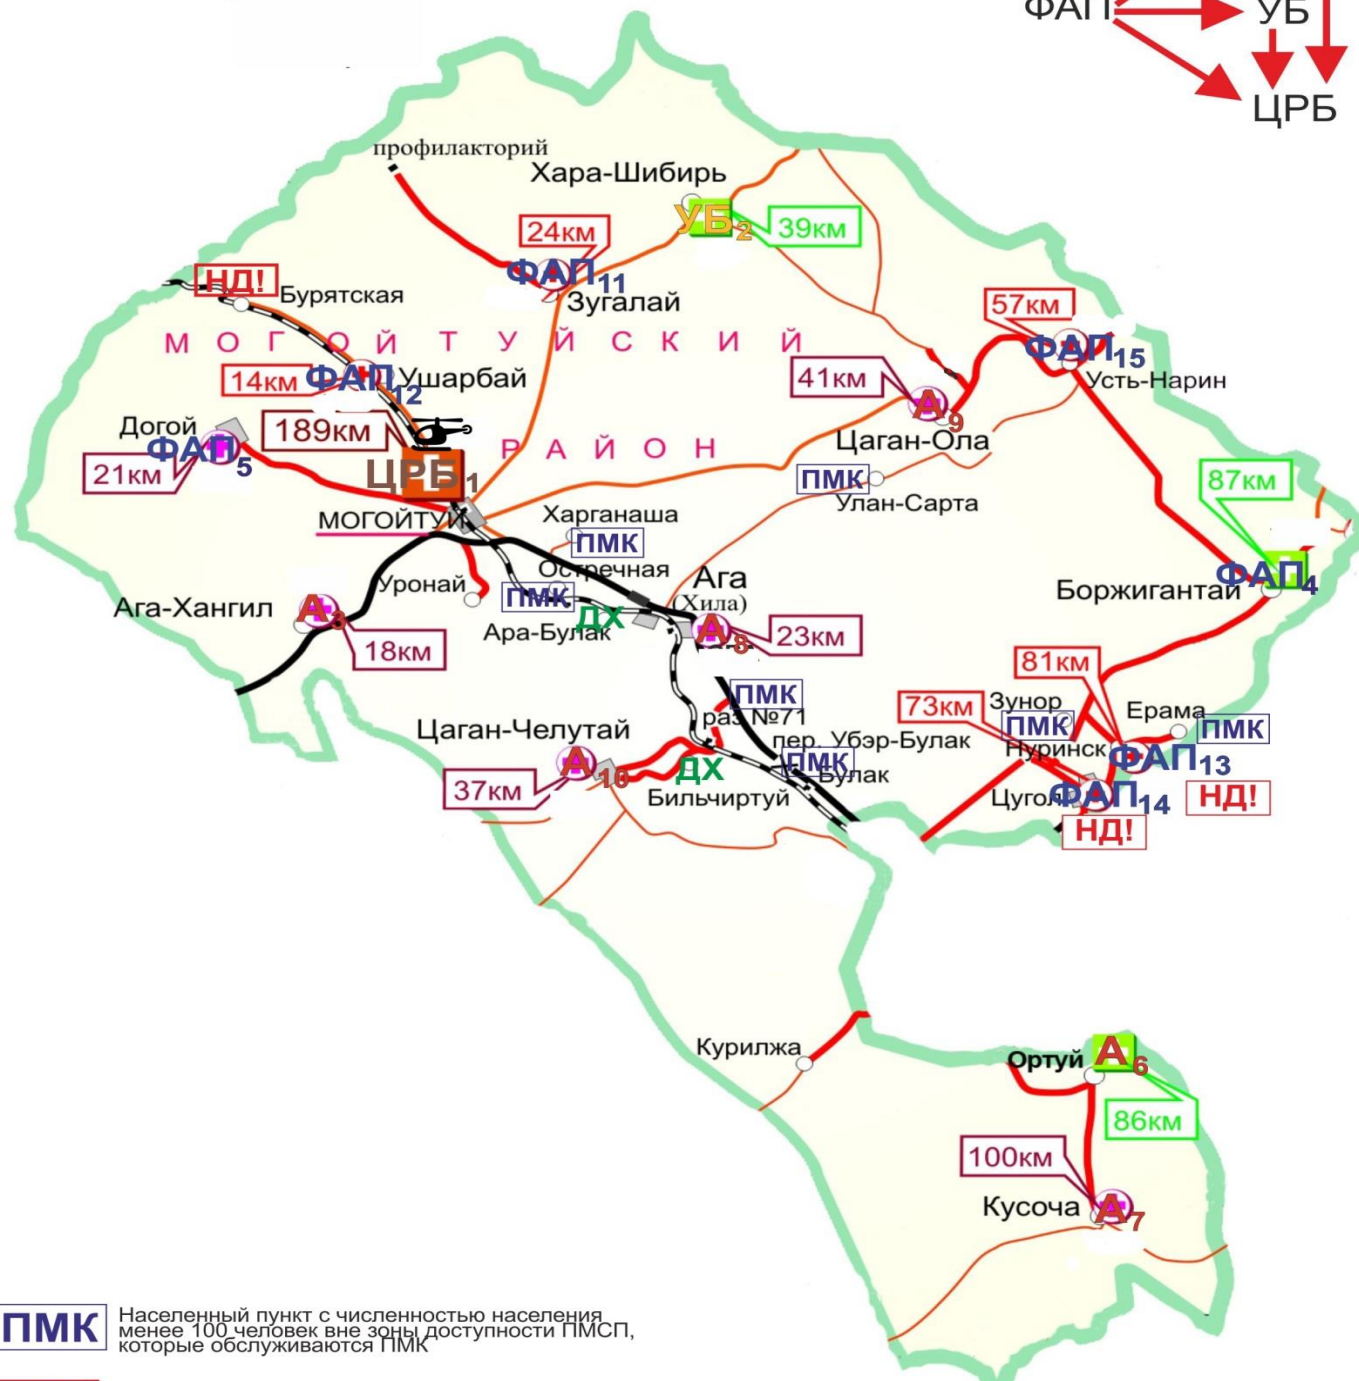 ФАП
УБ
ЦРБ
профилакторий
Хара-Шибирь
УБ2
39км
24км
ФАП11
Зугалай
НД!
Бурятская
МОГОЙТУЙСКИЙ
57км
ФАП15
Усть-Нарин
14км
ФАП12
Ушарбай
41км
А9
Цаган-Ола
Догой
ФАП5
21км
189км
РАЙОН
ЦРБ1
ПМК
Улан-Сарта
87км
МОГОЙТУЙ
Харганаша
ПМК
Остречная
Ага
(Хила)
Боржигантай
ФАП4
Уронай
ПМК
Ага-Хангил
А3
Ара-Булак
ДХ
А8
23км
18км
81км
ПМК
раз №71
73км
Зунор
ПМК
Ерама
ПМК
Цаган-Челутай
пер. Убэр-Булак
Нуринск
ФАП13
А10
ДХ
ПМК
Булак
37км
Бильчиртуй
Цугол
ФАП14
НД!
НД!
Курилжа
Ортуй
А6
86км
100км
Кусоча
А7
ПМК
Населенный пункт с численностью населения
менее 100 человек вне зоны доступности ПМСП,
которые обслуживаются ПМК